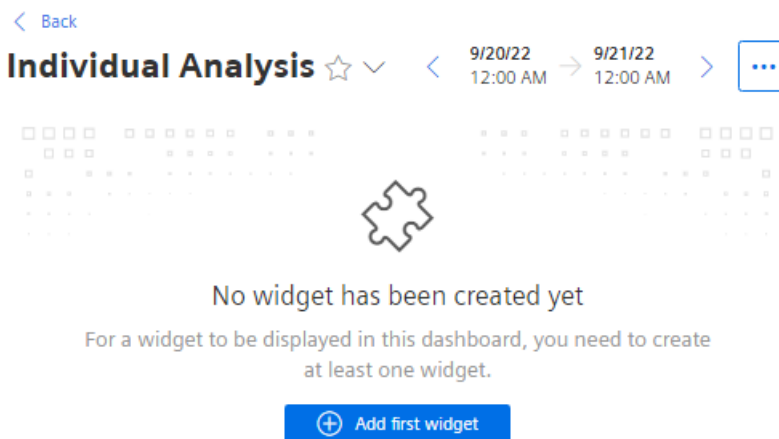 Back
Individual Analysis
9/20/22 9/21/22
12:00 AM 12:00 AM
No widget has been created yet
For a widget to be displayed in this dashboard, you need to create
at least one widget.
Add first widget